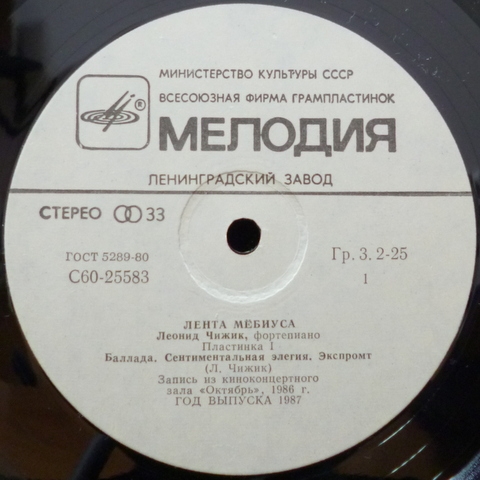 МИНИСТЕРСТВО КУЛЬТУРЫ СССР
ВСЕСОЮЗНАЯ ФИРМА ГРАМПЛАСТИНОК
®
МЕЛОДИЯ
ЛЕНИНГРАДСКИЙ ЗАВОД
СТЕРЕО 33
ГОСТ 5289-80
С60-25583
Гр. 3. 2-25
1
ЛЕНТА МЁБИУСА
Леонид Чижик, фортепиано
Пластинка I
Баллада. Сентиментальная элегия. Экспромт
(Л. Чижик)
Запись из киноконцертного
зала «Октябрь», 1986 г.
ГОД ВЫПУСКА 1987